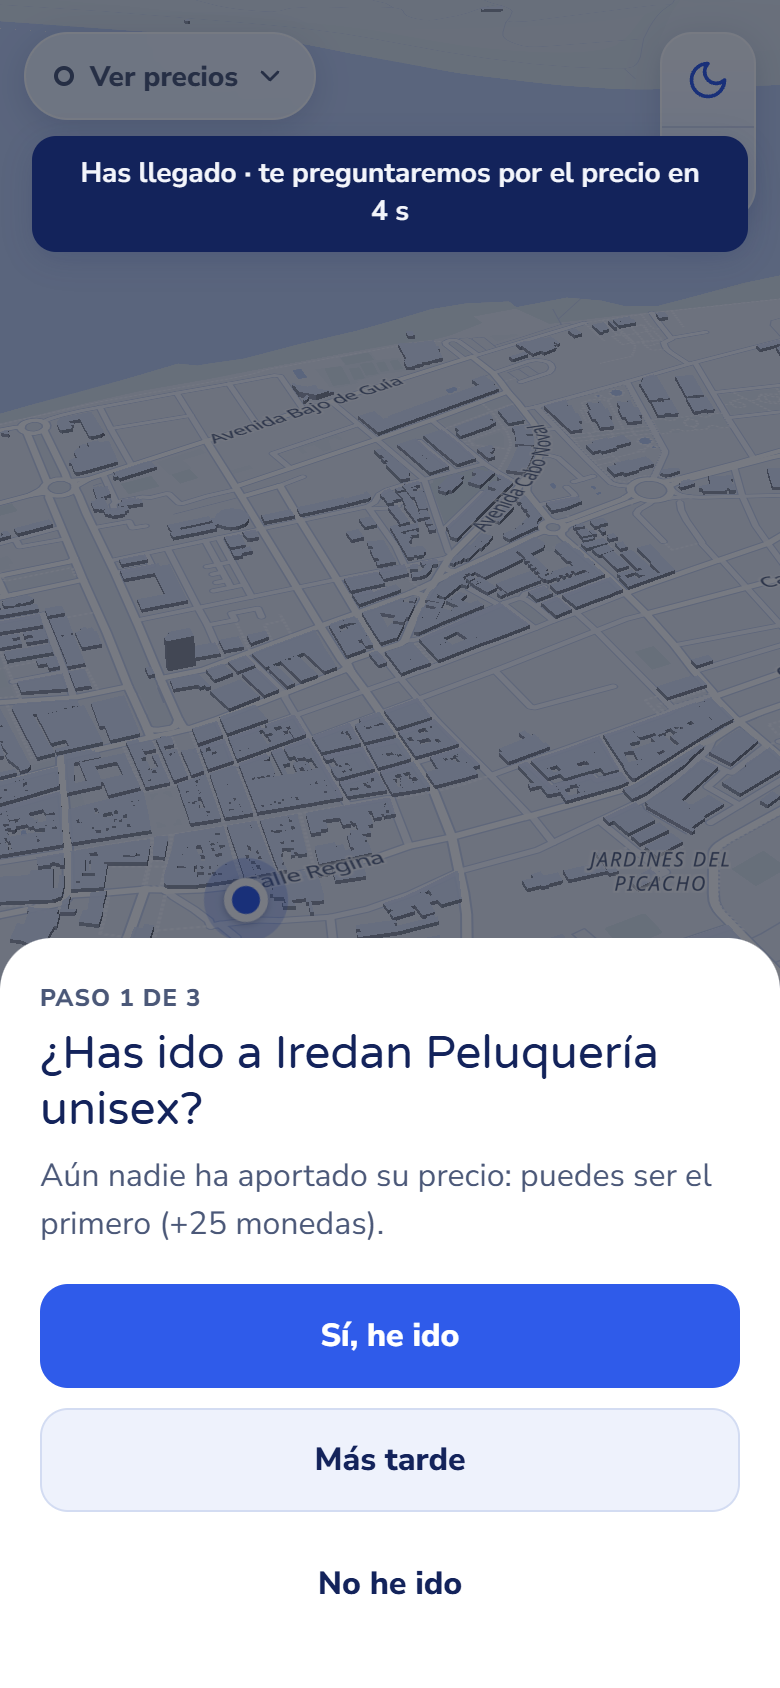 Ver precios
Has llegado · te preguntaremos por el precio en
4 s
Avenida Bajo de Guía
Avenida Cabo Noval
Calle Regina
JARDINES DEL
PICACHO
PASO 1 DE 3
¿Has ido a Iredan Peluquería
unisex?
Aún nadie ha aportado su precio: puedes ser el
primero (+25 monedas).
Sí, he ido
Más tarde
No he ido